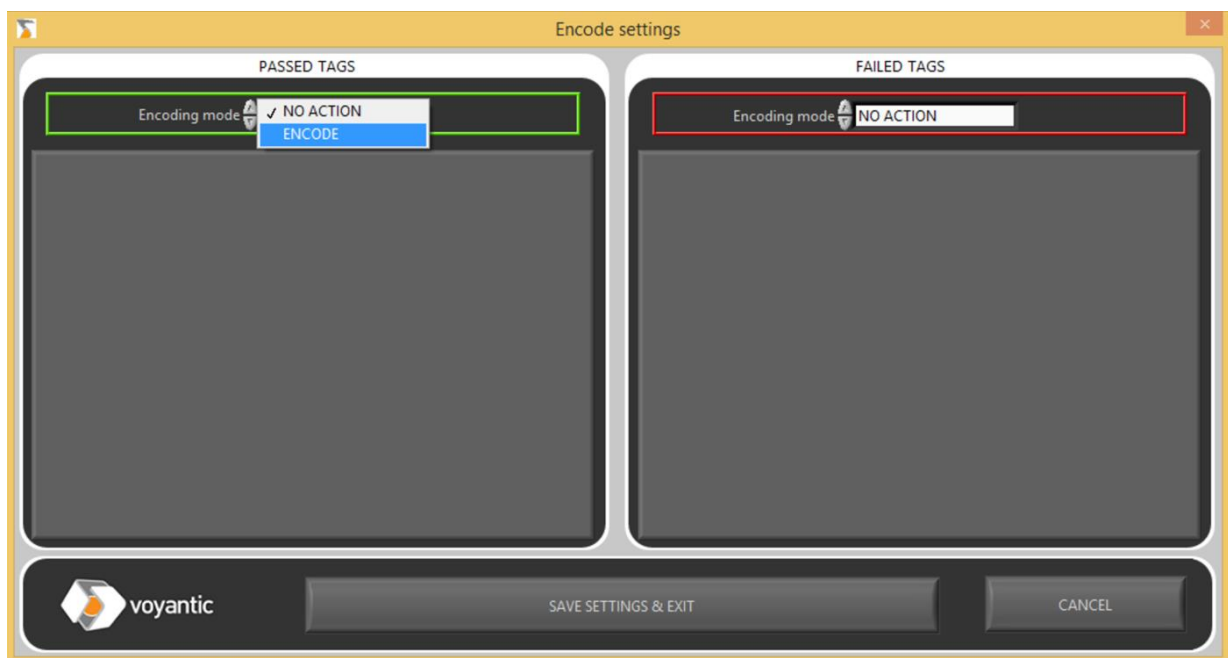 Encode settings
PASSED TAGS
Encoding mode ✓ NO ACTION
ENCODE
FAILED TAGS
Encoding mode NO ACTION
voyantic
SAVE SETTINGS & EXIT
CANCEL